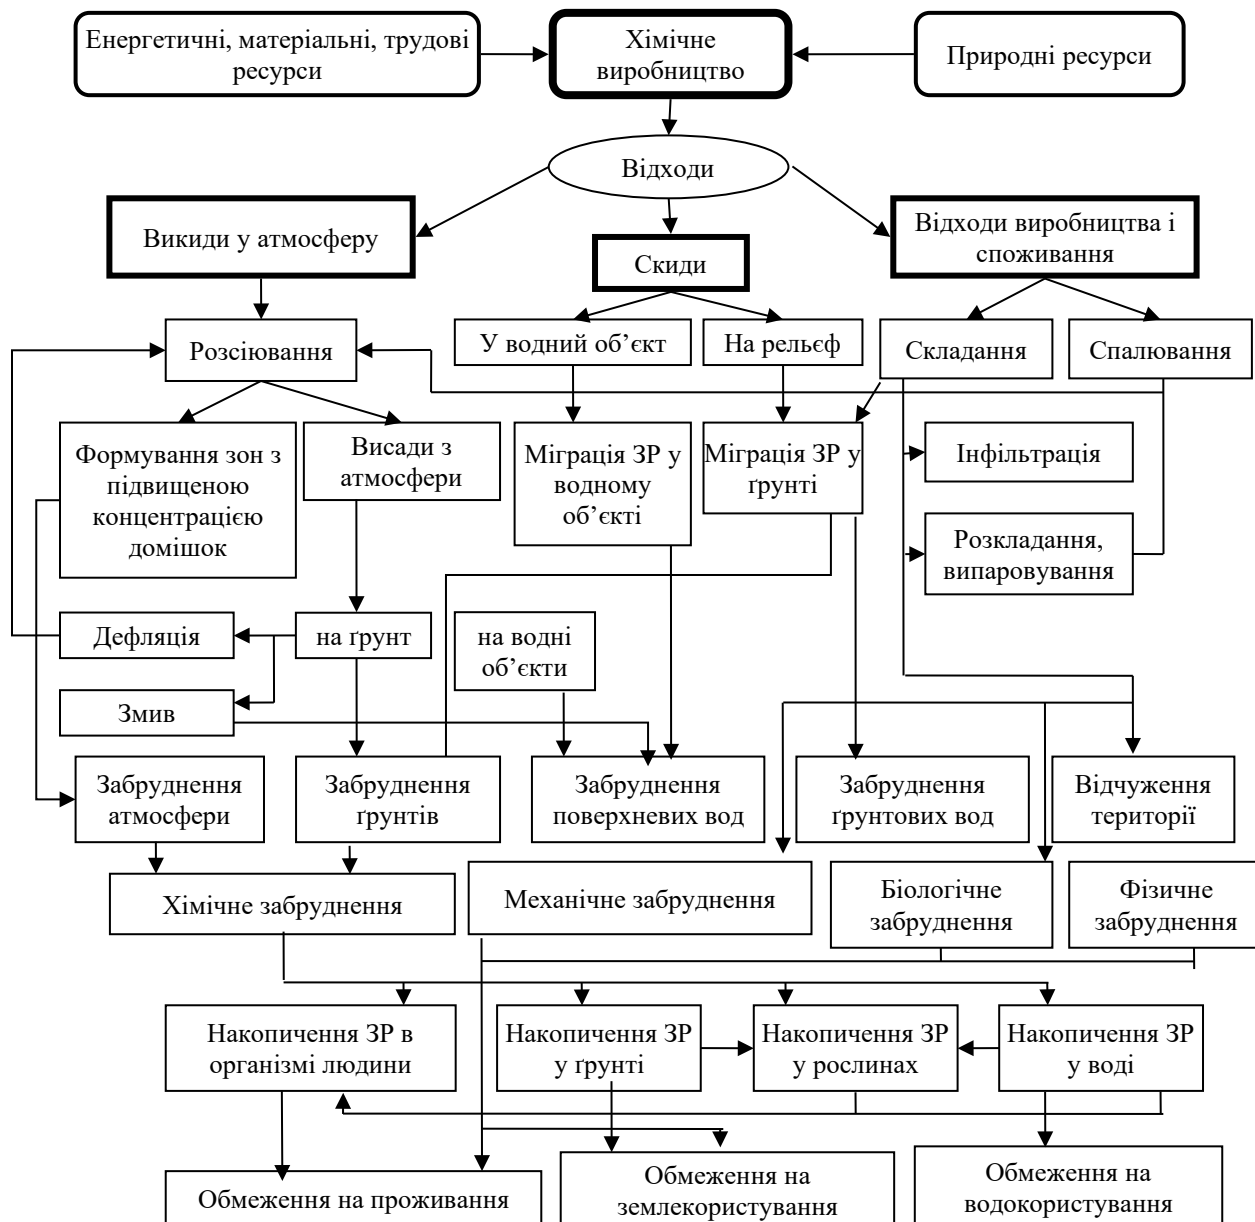 Енергетичні, матеріальні, трудові
ресурси
Хімічне
виробництво
Природні ресурси
Відходи
Викиди у атмосферу
Скиди
Відходи виробництва і
споживання
Розсіювання
У водний об’єкт
На рельєф
Складання
Спалювання
Формування зон з
підвищеною
концентрацією
домішок
Висади з
атмосфери
Міграція ЗР у
водному
об’єкті
Міграція ЗР у
ґрунті
Інфільтрація
Розкладання,
випаровування
Дефляція
на ґрунт
на водні
об’єкти
Змив
Забруднення
атмосфери
Забруднення
ґрунтів
Забруднення
поверхневих вод
Забруднення
ґрунтових вод
Відчуження
території
Хімічне забруднення
Механічне забруднення
Біологічне
забруднення
Фізичне
забруднення
Накопичення ЗР в
організмі людини
Накопичення ЗР
у ґрунті
Накопичення ЗР
у рослинах
Накопичення ЗР
у воді
Обмеження на проживання
Обмеження на
землекористування
Обмеження на
водокористування